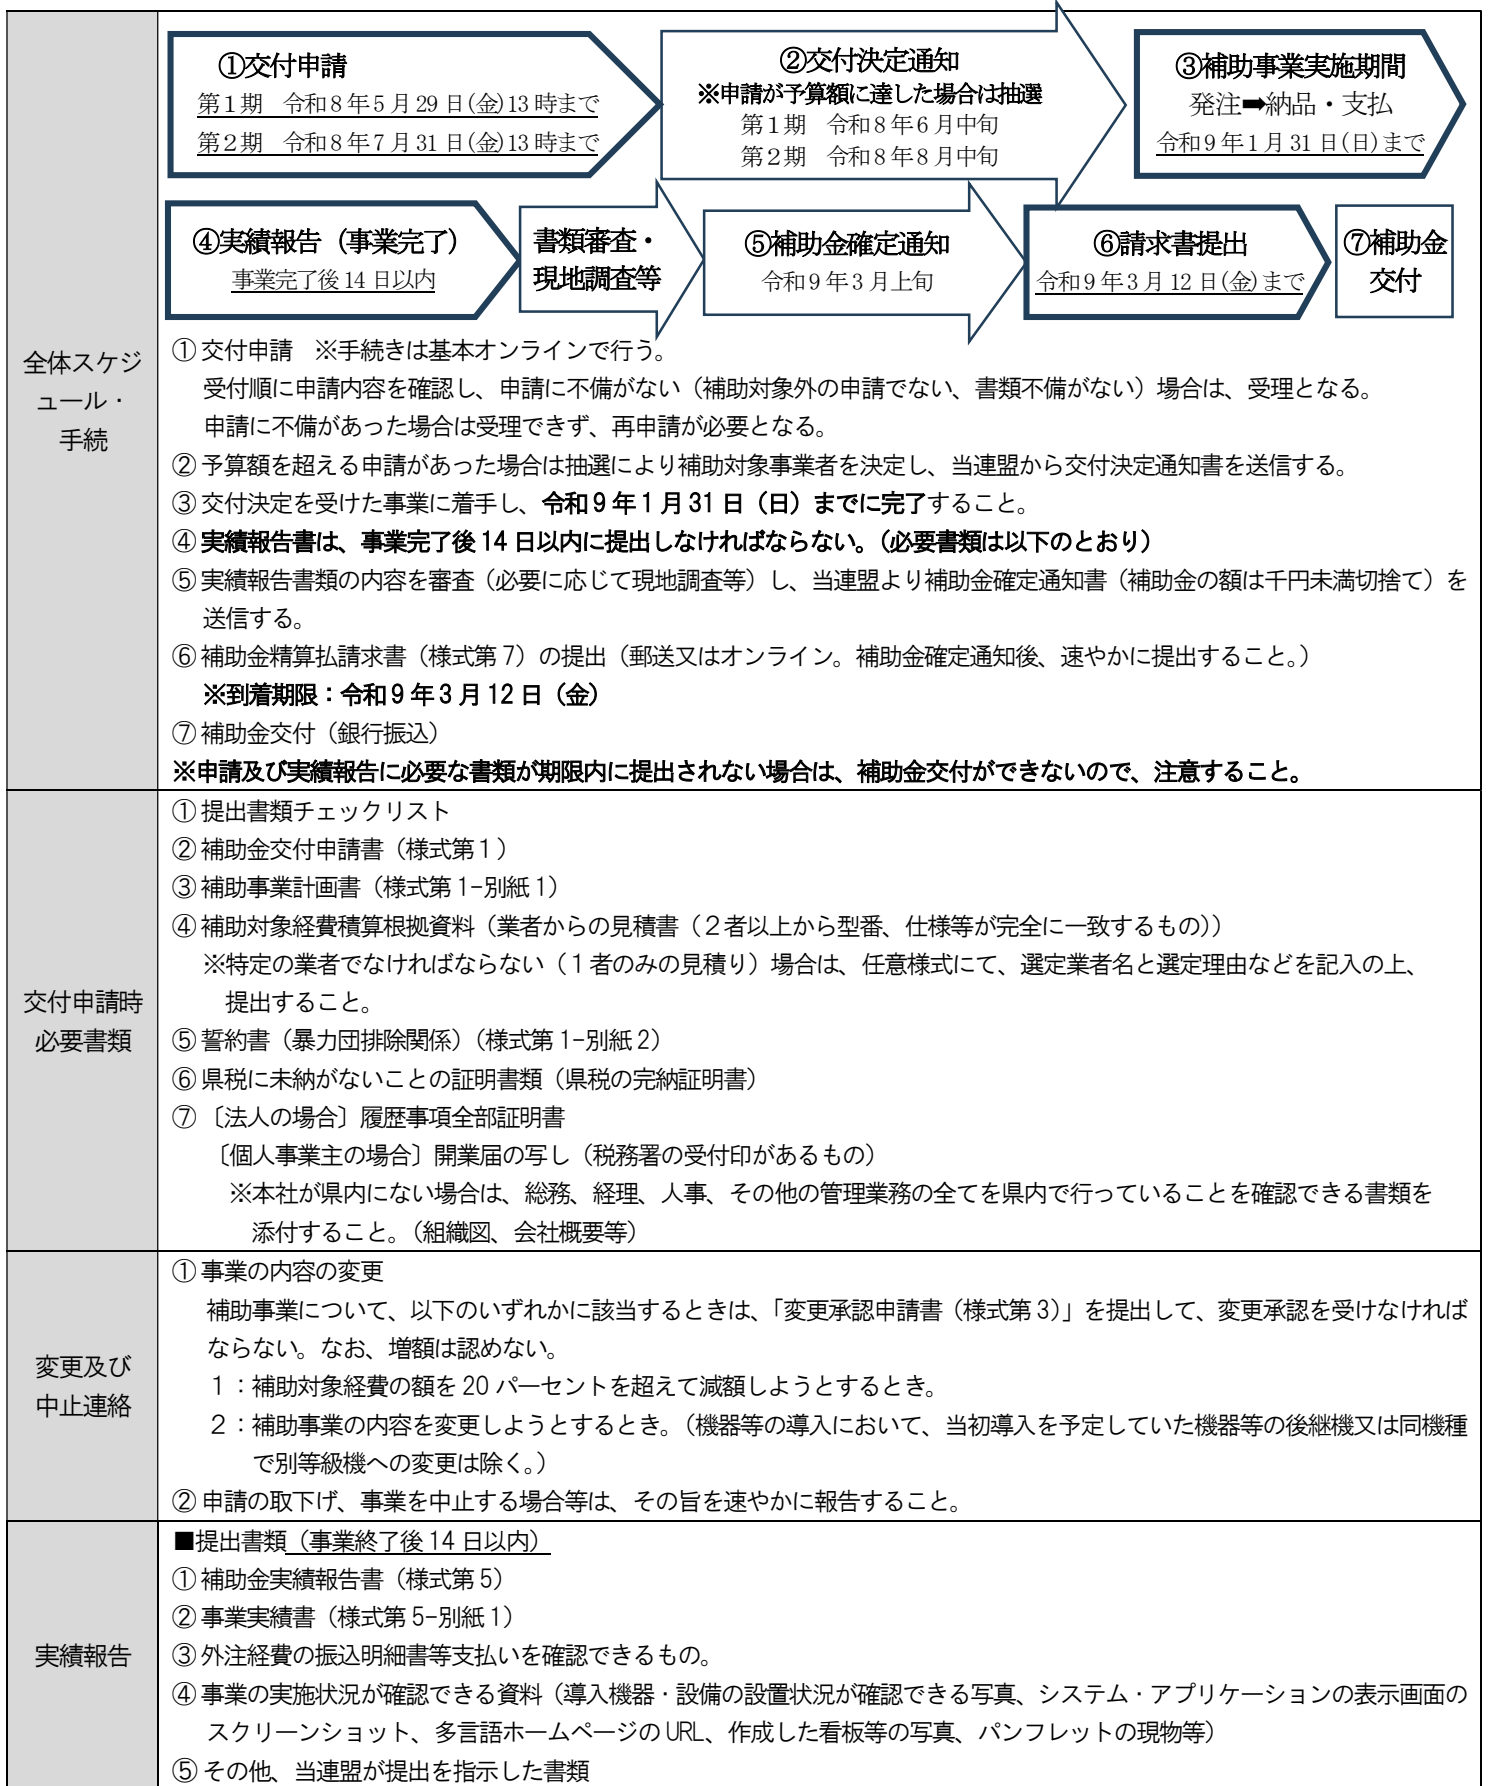 ①交付申請
第1期　令和8年5月29日(金)13時まで
第2期　令和8年7月31日(金)13時まで
②交付決定通知
※申請が予算額に達した場合は抽選
第1期　令和8年6月中旬
第2期　令和8年8月中旬
③補助事業実施期間
発注➡納品・支払
令和9年1月31日(日)まで
④実績報告（事業完了）
事業完了後14日以内
書類審査・
現地調査等
⑤補助金確定通知
令和9年3月上旬
⑥請求書提出
令和9年3月12日(金)まで
⑦補助金
交付
全体スケジ
ュール・
手続
①交付申請　※手続きは基本オンラインで行う。
受付順に申請内容を確認し、申請に不備がない（補助対象外の申請でない、書類不備がない）場合は、受理となる。
申請に不備があった場合は受理できず、再申請が必要となる。
②予算額を超える申請があった場合は抽選により補助対象事業者を決定し、当連盟から交付決定通知書を送信する。
③交付決定を受けた事業に着手し、令和9年1月31日（日）までに完了すること。
④実績報告書は、事業完了後14日以内に提出しなければならない。（必要書類は以下のとおり）
⑤実績報告書類の内容を審査（必要に応じて現地調査等）し、当連盟より補助金確定通知書（補助金の額は千円未満切捨て）を
送信する。
⑥補助金精算払請求書（様式第7）の提出（郵送又はオンライン。補助金確定通知後、速やかに提出すること。）
※到着期限：令和9年3月12日（金）
⑦補助金交付（銀行振込）
※申請及び実績報告に必要な書類が期限内に提出されない場合は、補助金交付ができないので、注意すること。
交付申請時
必要書類
①提出書類チェックリスト
②補助金交付申請書（様式第1）
③補助事業計画書（様式第1-別紙1）
④補助対象経費積算根拠資料（業者からの見積書（２者以上から型番、仕様等が完全に一致するもの））
※特定の業者でなければならない（１者のみの見積り）場合は、任意様式にて、選定業者名と選定理由などを記入の上、
提出すること。
⑤誓約書（暴力団排除関係）（様式第1-別紙2）
⑥県税に未納がないことの証明書類（県税の完納証明書）
⑦〔法人の場合〕履歴事項全部証明書
〔個人事業主の場合〕開業届の写し（税務署の受付印があるもの）
※本社が県内にない場合は、総務、経理、人事、その他の管理業務の全てを県内で行っていることを確認できる書類を
添付すること。（組織図、会社概要等）
変更及び
中止連絡
①事業の内容の変更
補助事業について、以下のいずれかに該当するときは、「変更承認申請書（様式第3）」を提出して、変更承認を受けなければ
ならない。なお、増額は認めない。
１：補助対象経費の額を20パーセントを超えて減額しようとするとき。
２：補助事業の内容を変更しようとするとき。（機器等の導入において、当初導入を予定していた機器等の後継機又は同機種
で別等級機への変更は除く。）
②申請の取下げ、事業を中止する場合等は、その旨を速やかに報告すること。
実績報告
■提出書類（事業終了後14日以内）
①補助金実績報告書（様式第5）
②事業実績書（様式第5-別紙1）
③外注経費の振込明細書等支払いを確認できるもの。
④事業の実施状況が確認できる資料（導入機器・設備の設置状況が確認できる写真、システム・アプリケーションの表示画面の
スクリーンショット、多言語ホームページのURL、作成した看板等の写真、パンフレットの現物等）
⑤その他、当連盟が提出を指示した書類